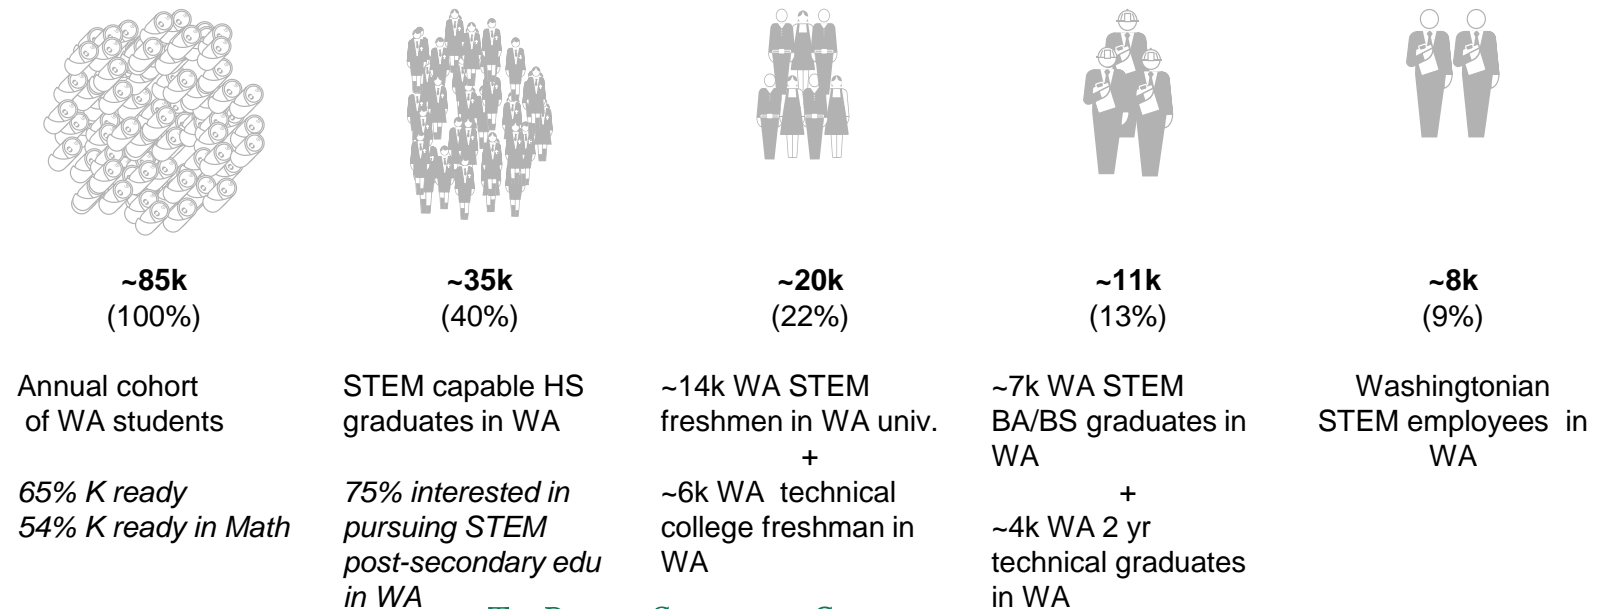 ~85k
(100%)
Annual cohort
of WA students
65% K ready
54% K ready in Math
~35k
(40%)
STEM capable HS
graduates in WA
75% interested in
pursuing STEM
post-secondary edu
in WA
~20k
(22%)
~14k WA STEM
freshmen in WA univ.
+
~6k WA technical
college freshman in
WA
~11k
(13%)
~7k WA STEM
BA/BS graduates in
WA
+
~4k WA 2 yr
technical graduates
in WA
~8k
(9%)
Washingtonian
STEM employees in
WA